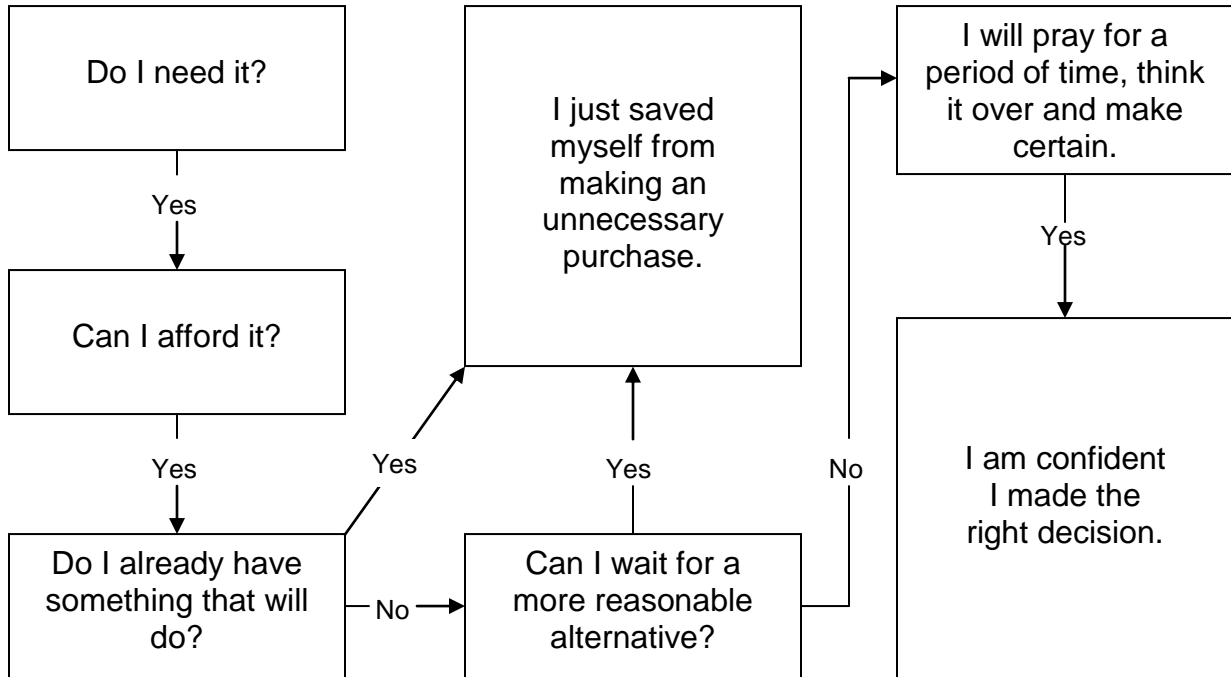 Do I need it?
Yes
Can I afford it?
Yes
Do I already have
something that will
do?
Yes
No
I just saved
myself from
making an
unnecessary
purchase.
Yes
Can I wait for a
more reasonable
alternative?
No
I will pray for a
period of time, think
it over and make
certain.
Yes
I am confident
I made the
right decision.